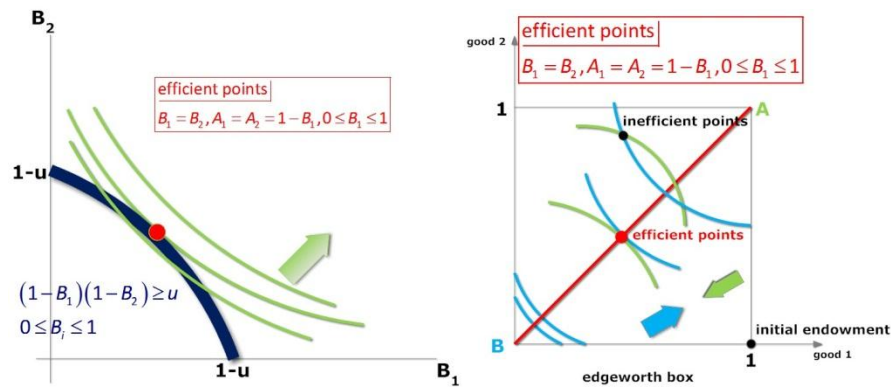 B₂
efficient points
B₁ = B₂, A₁ = A₂ = 1 − B₁, 0 ≤ B₁ ≤ 1
1-u
(1−B₁)(1−B₂) ≥ u
0 ≤ Bᵢ ≤ 1
1-u
B₁
efficient points
B₁ = B₂, A₁ = A₂ = 1 − B₁, 0 ≤ B₁ ≤ 1
good 2
1
A
inefficient points
efficient points
initial endowment
B
1
good 1
edgeworth box